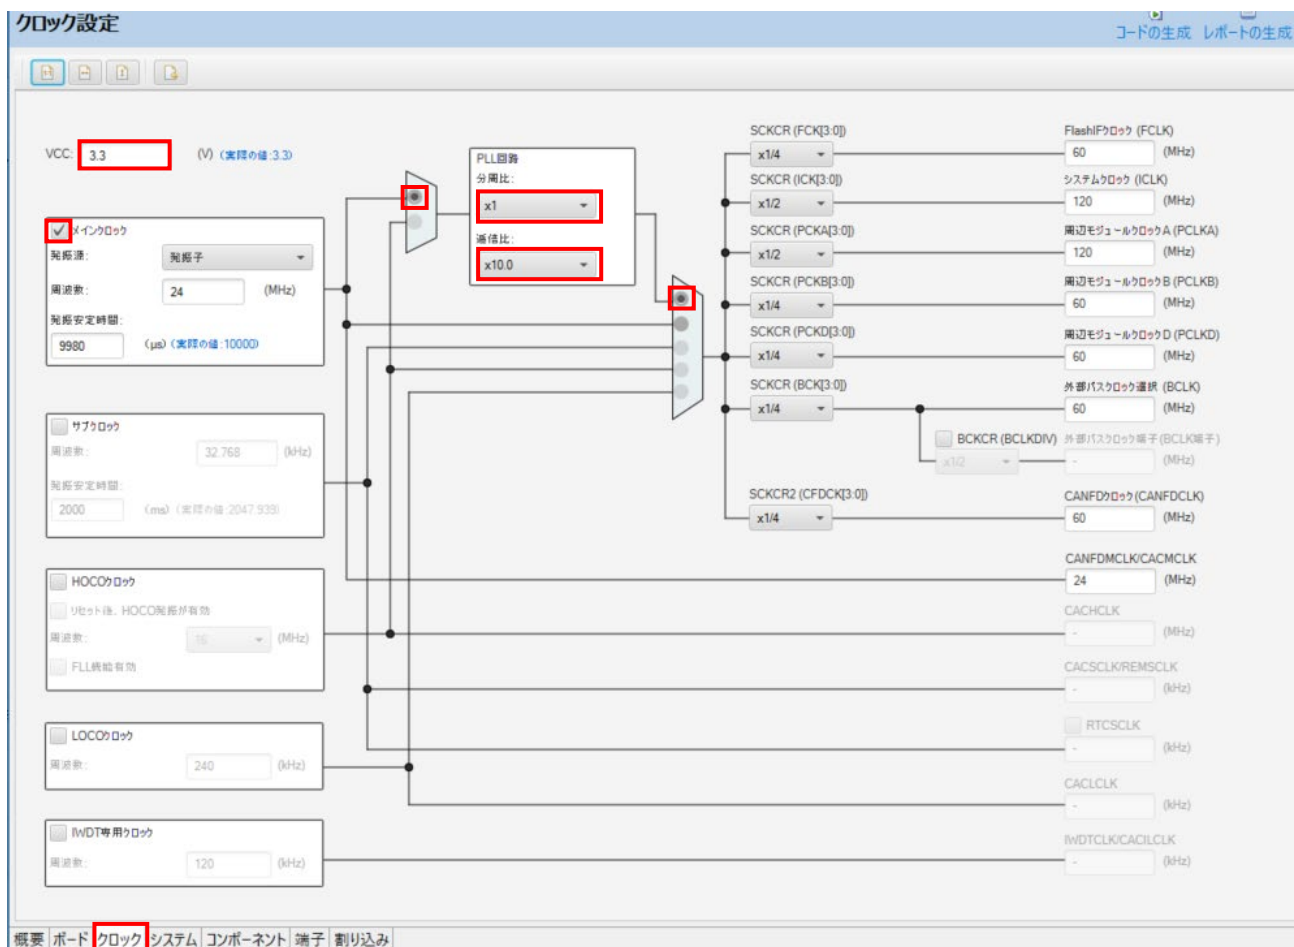 クロック設定
コードの生成 レポートの生成
VCC: 3.3 (V) (実際の値:3.3)
メインクロック
発振源: 発振子
周波数: 24 (MHz)
発振安定時間:
9980 (μs) (実際の値:10000)
サブクロック
周波数: 32.768 (kHz)
発振安定時間:
2000 (ms) (実際の値:2047.939)
HOCOクロック
リセット後、HOCO発振が有効
周波数: 16 (MHz)
FLL機能有効
LOCOクロック
周波数: 240 (kHz)
IWDT専用クロック
周波数: 120 (kHz)
PLL回路
分周比:
x1
逓倍比:
x10.0
SCKCR (FCK[3:0]) FlashIFクロック (FCLK)
x1/4 60 (MHz)
SCKCR (ICK[3:0]) システムクロック (ICLK)
x1/2 120 (MHz)
SCKCR (PCKA[3:0]) 周辺モジュールクロックA (PCLKA)
x1/2 120 (MHz)
SCKCR (PCKB[3:0]) 周辺モジュールクロックB (PCLKB)
x1/4 60 (MHz)
SCKCR (PCKD[3:0]) 周辺モジュールクロックD (PCLKD)
x1/4 60 (MHz)
SCKCR (BCK[3:0]) 外部バスクロック選択 (BCLK)
x1/4 60 (MHz)
BCKCR (BCLKDIV) 外部バスクロック端子(BCLK端子)
x1/2 - (MHz)
SCKCR2 (CFDCK[3:0]) CANFDクロック(CANFDCLK)
x1/4 60 (MHz)
CANFDMCLK/CACMCLK
24 (MHz)
CACHCLK
- (MHz)
CACSCLK/REMSCLK
- (kHz)
RTCSCLK
- (kHz)
CACLCLK
- (kHz)
IWDTCLK/CACILCLK
- (kHz)
概要 ボード クロック システム コンポーネント 端子 割り込み